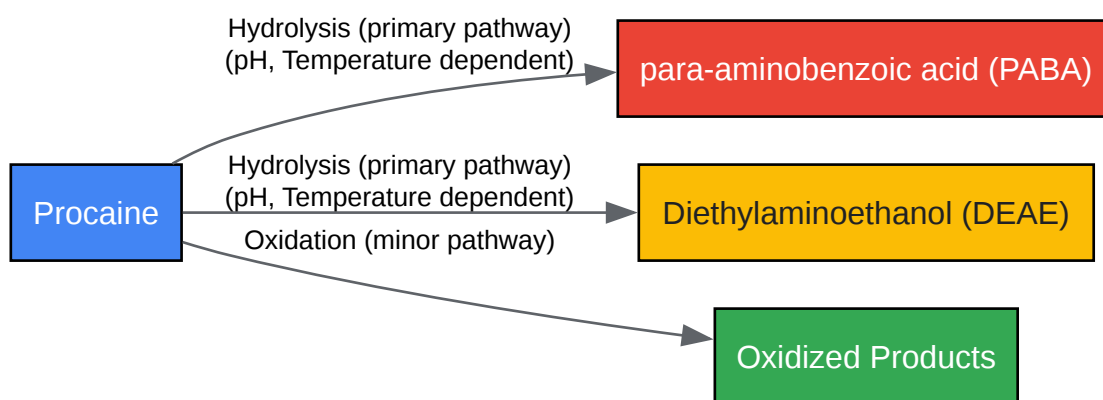 Hydrolysis (primary pathway)
(pH, Temperature dependent)
para-aminobenzoic acid (PABA)
Hydrolysis (primary pathway)
(pH, Temperature dependent)
Procaine
Diethylaminoethanol (DEAE)
Oxidation (minor pathway)
Oxidized Products